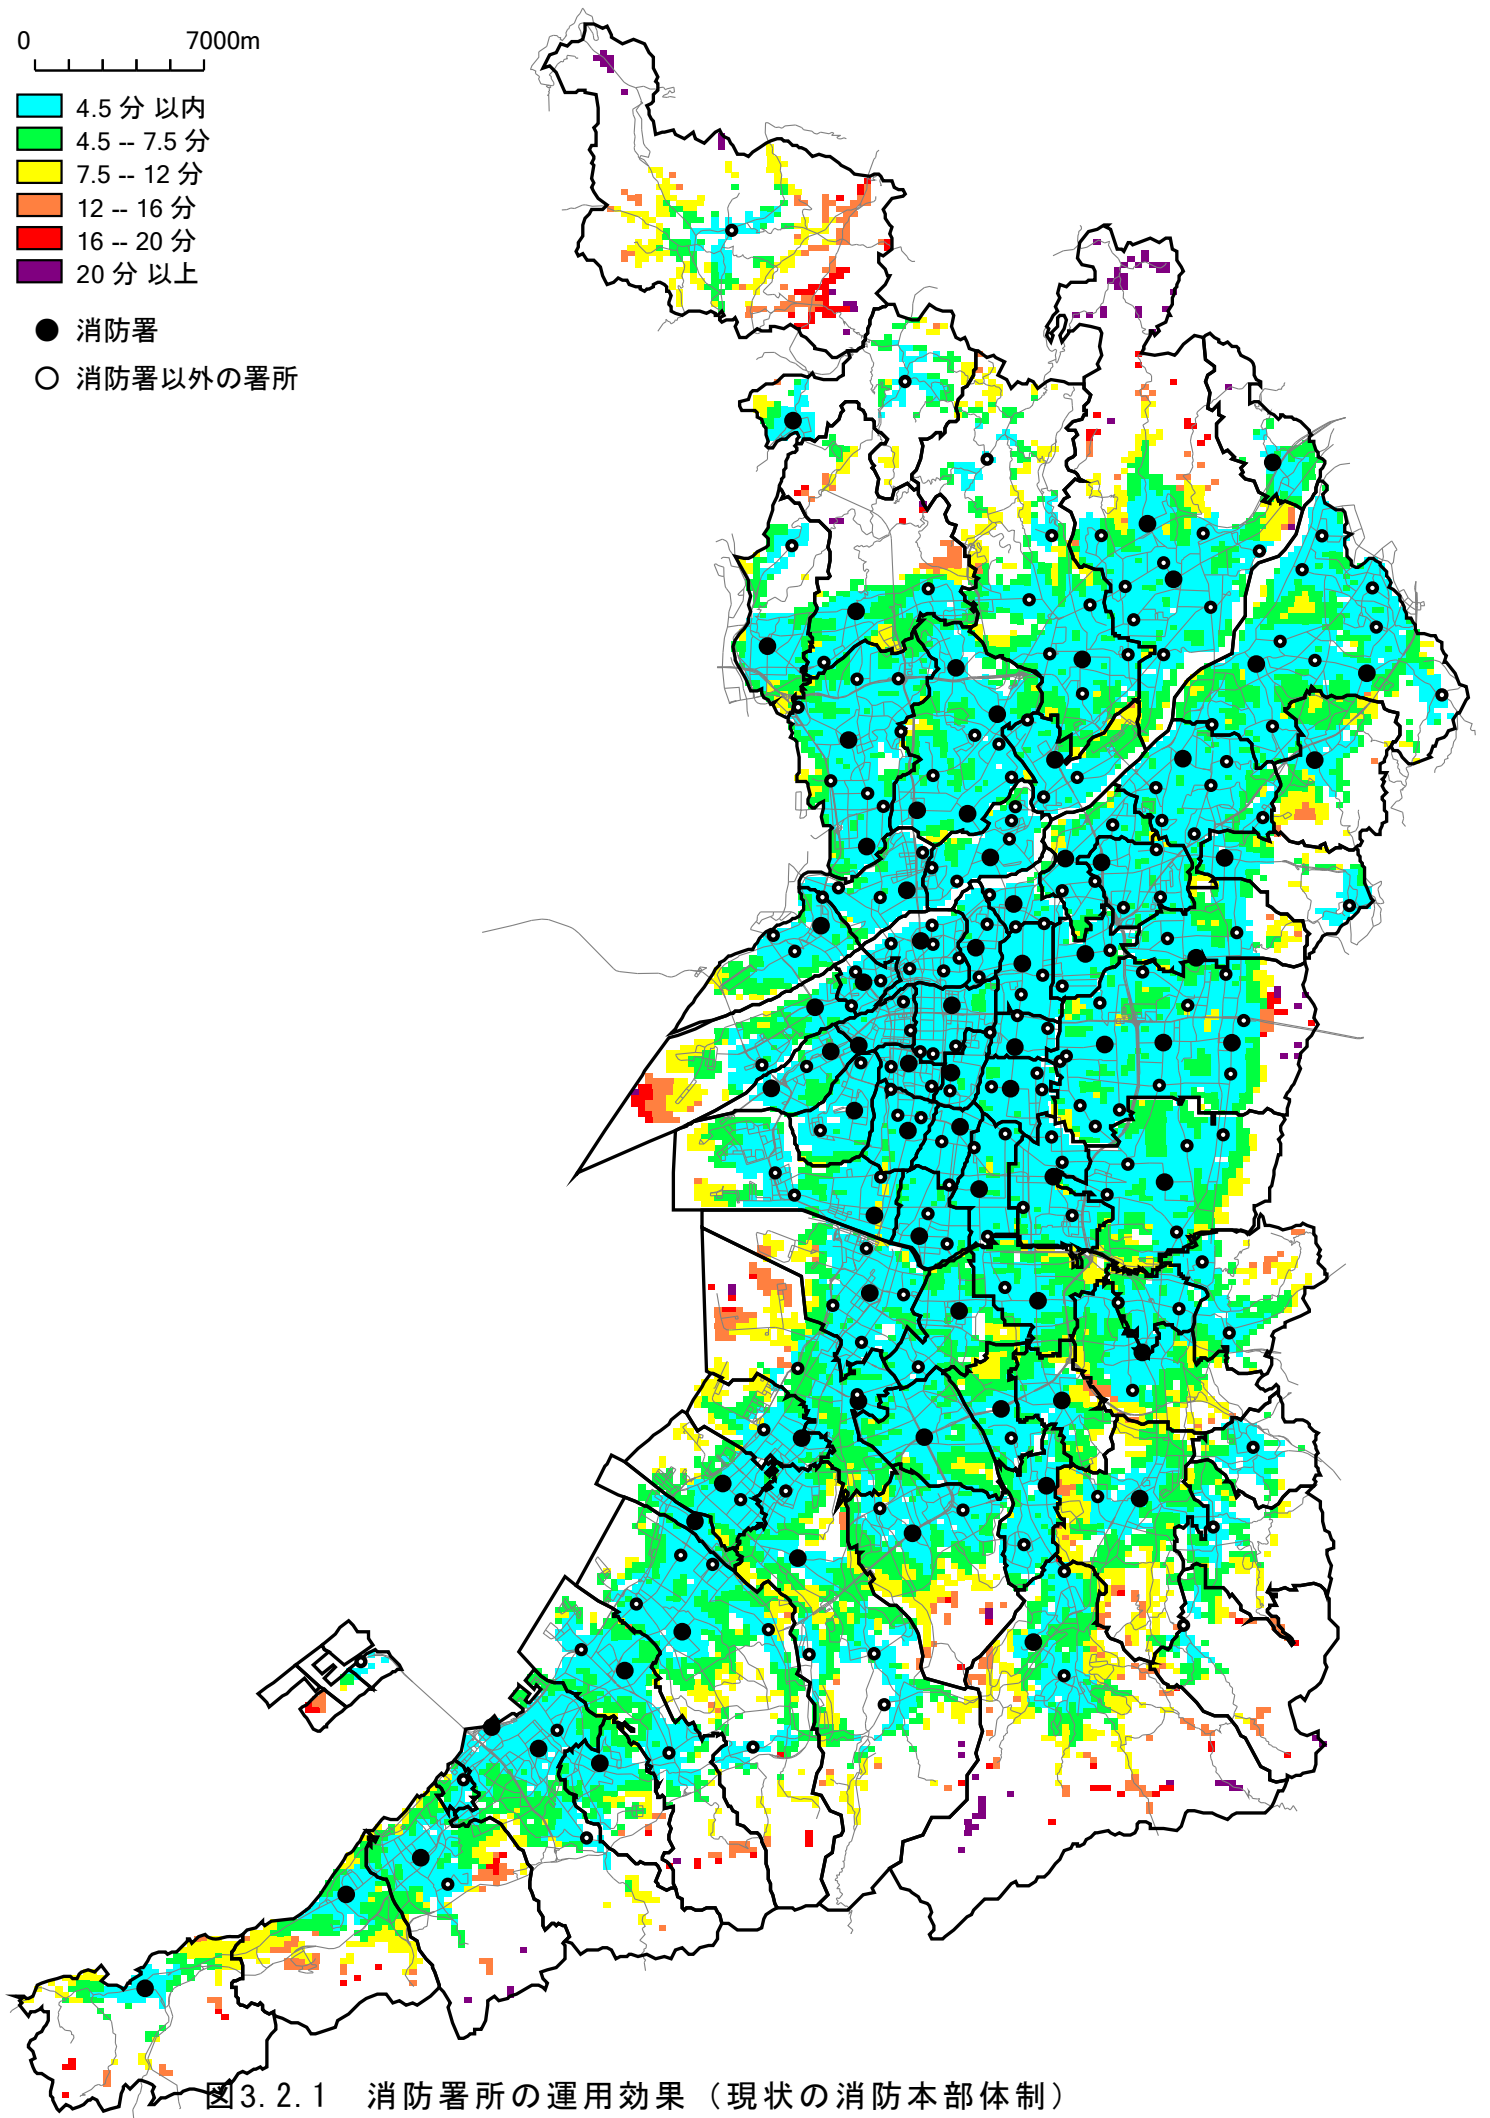 0 7000m
4.5 分 以内
4.5 -- 7.5 分
7.5 -- 12 分
12 -- 16 分
16 -- 20 分
20 分 以上
消防署
消防署以外の署所
図3.2.1 消防署所の運用効果（現状の消防本部体制）